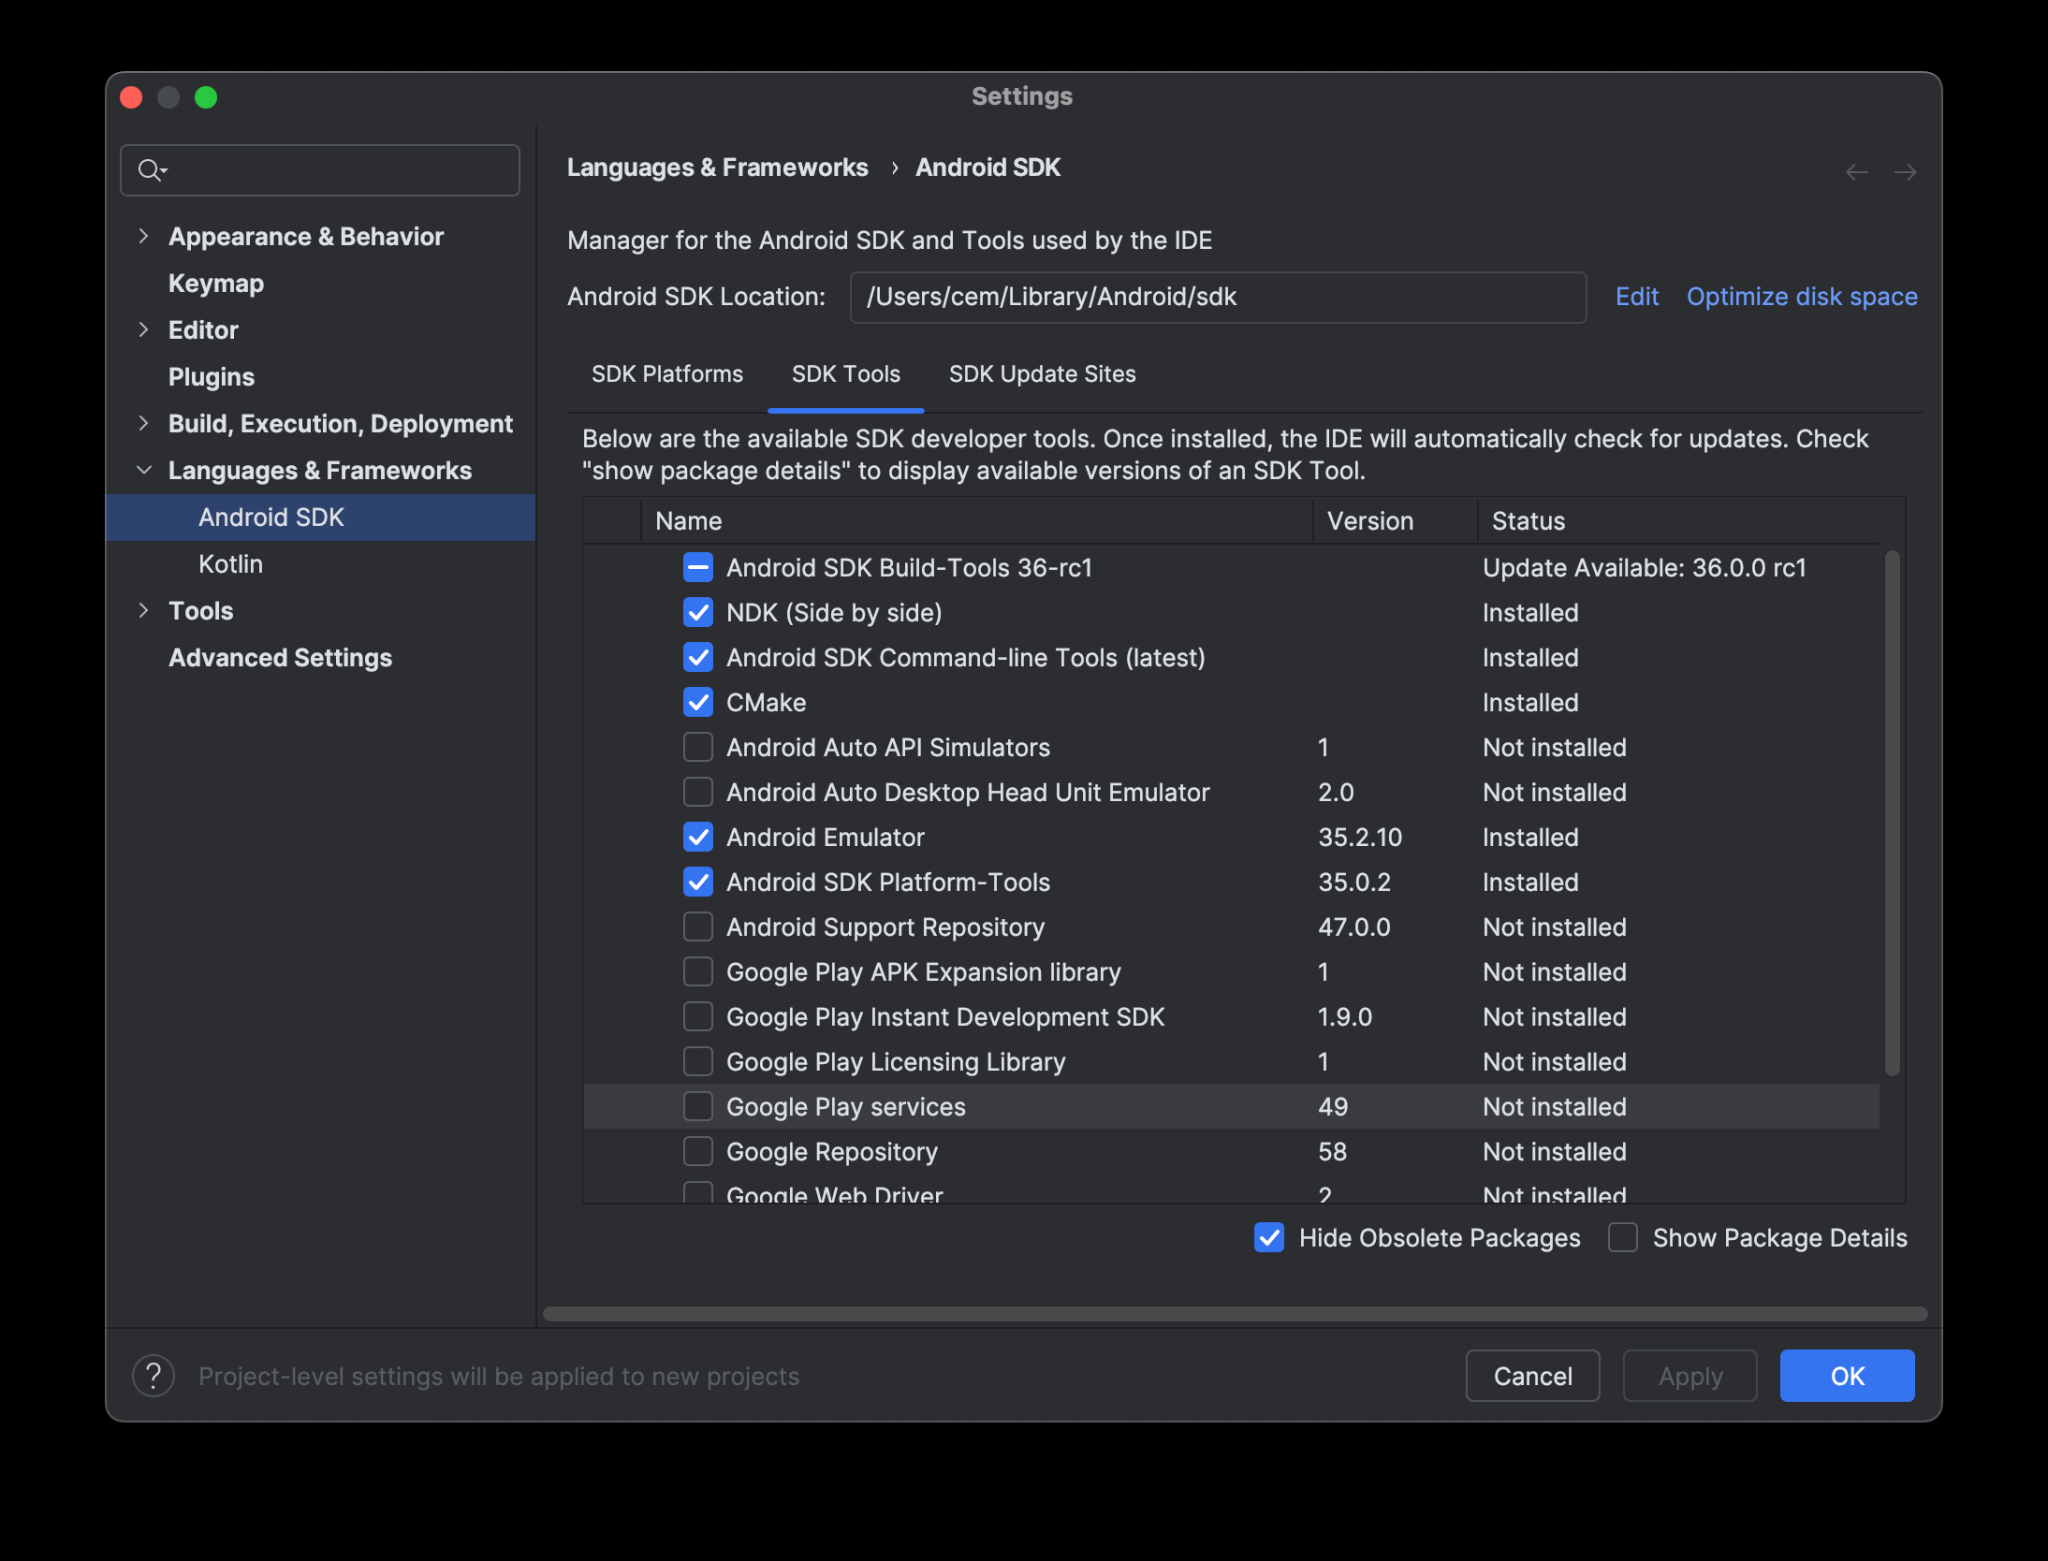 Settings
Appearance & Behavior
Keymap
Editor
Plugins
Build, Execution, Deployment
Languages & Frameworks
Android SDK
Kotlin
Tools
Advanced Settings
Languages & Frameworks › Android SDK
Manager for the Android SDK and Tools used by the IDE
Android SDK Location: /Users/cem/Library/Android/sdk Edit Optimize disk space
SDK Platforms SDK Tools SDK Update Sites
Below are the available SDK developer tools. Once installed, the IDE will automatically check for updates. Check
"show package details" to display available versions of an SDK Tool.
Name Version Status
Android SDK Build-Tools 36-rc1 Update Available: 36.0.0 rc1
NDK (Side by side) Installed
Android SDK Command-line Tools (latest) Installed
CMake Installed
Android Auto API Simulators 1 Not installed
Android Auto Desktop Head Unit Emulator 2.0 Not installed
Android Emulator 35.2.10 Installed
Android SDK Platform-Tools 35.0.2 Installed
Android Support Repository 47.0.0 Not installed
Google Play APK Expansion library 1 Not installed
Google Play Instant Development SDK 1.9.0 Not installed
Google Play Licensing Library 1 Not installed
Google Play services 49 Not installed
Google Repository 58 Not installed
Google Web Driver 2 Not installed
Hide Obsolete Packages Show Package Details
? Project-level settings will be applied to new projects Cancel Apply OK